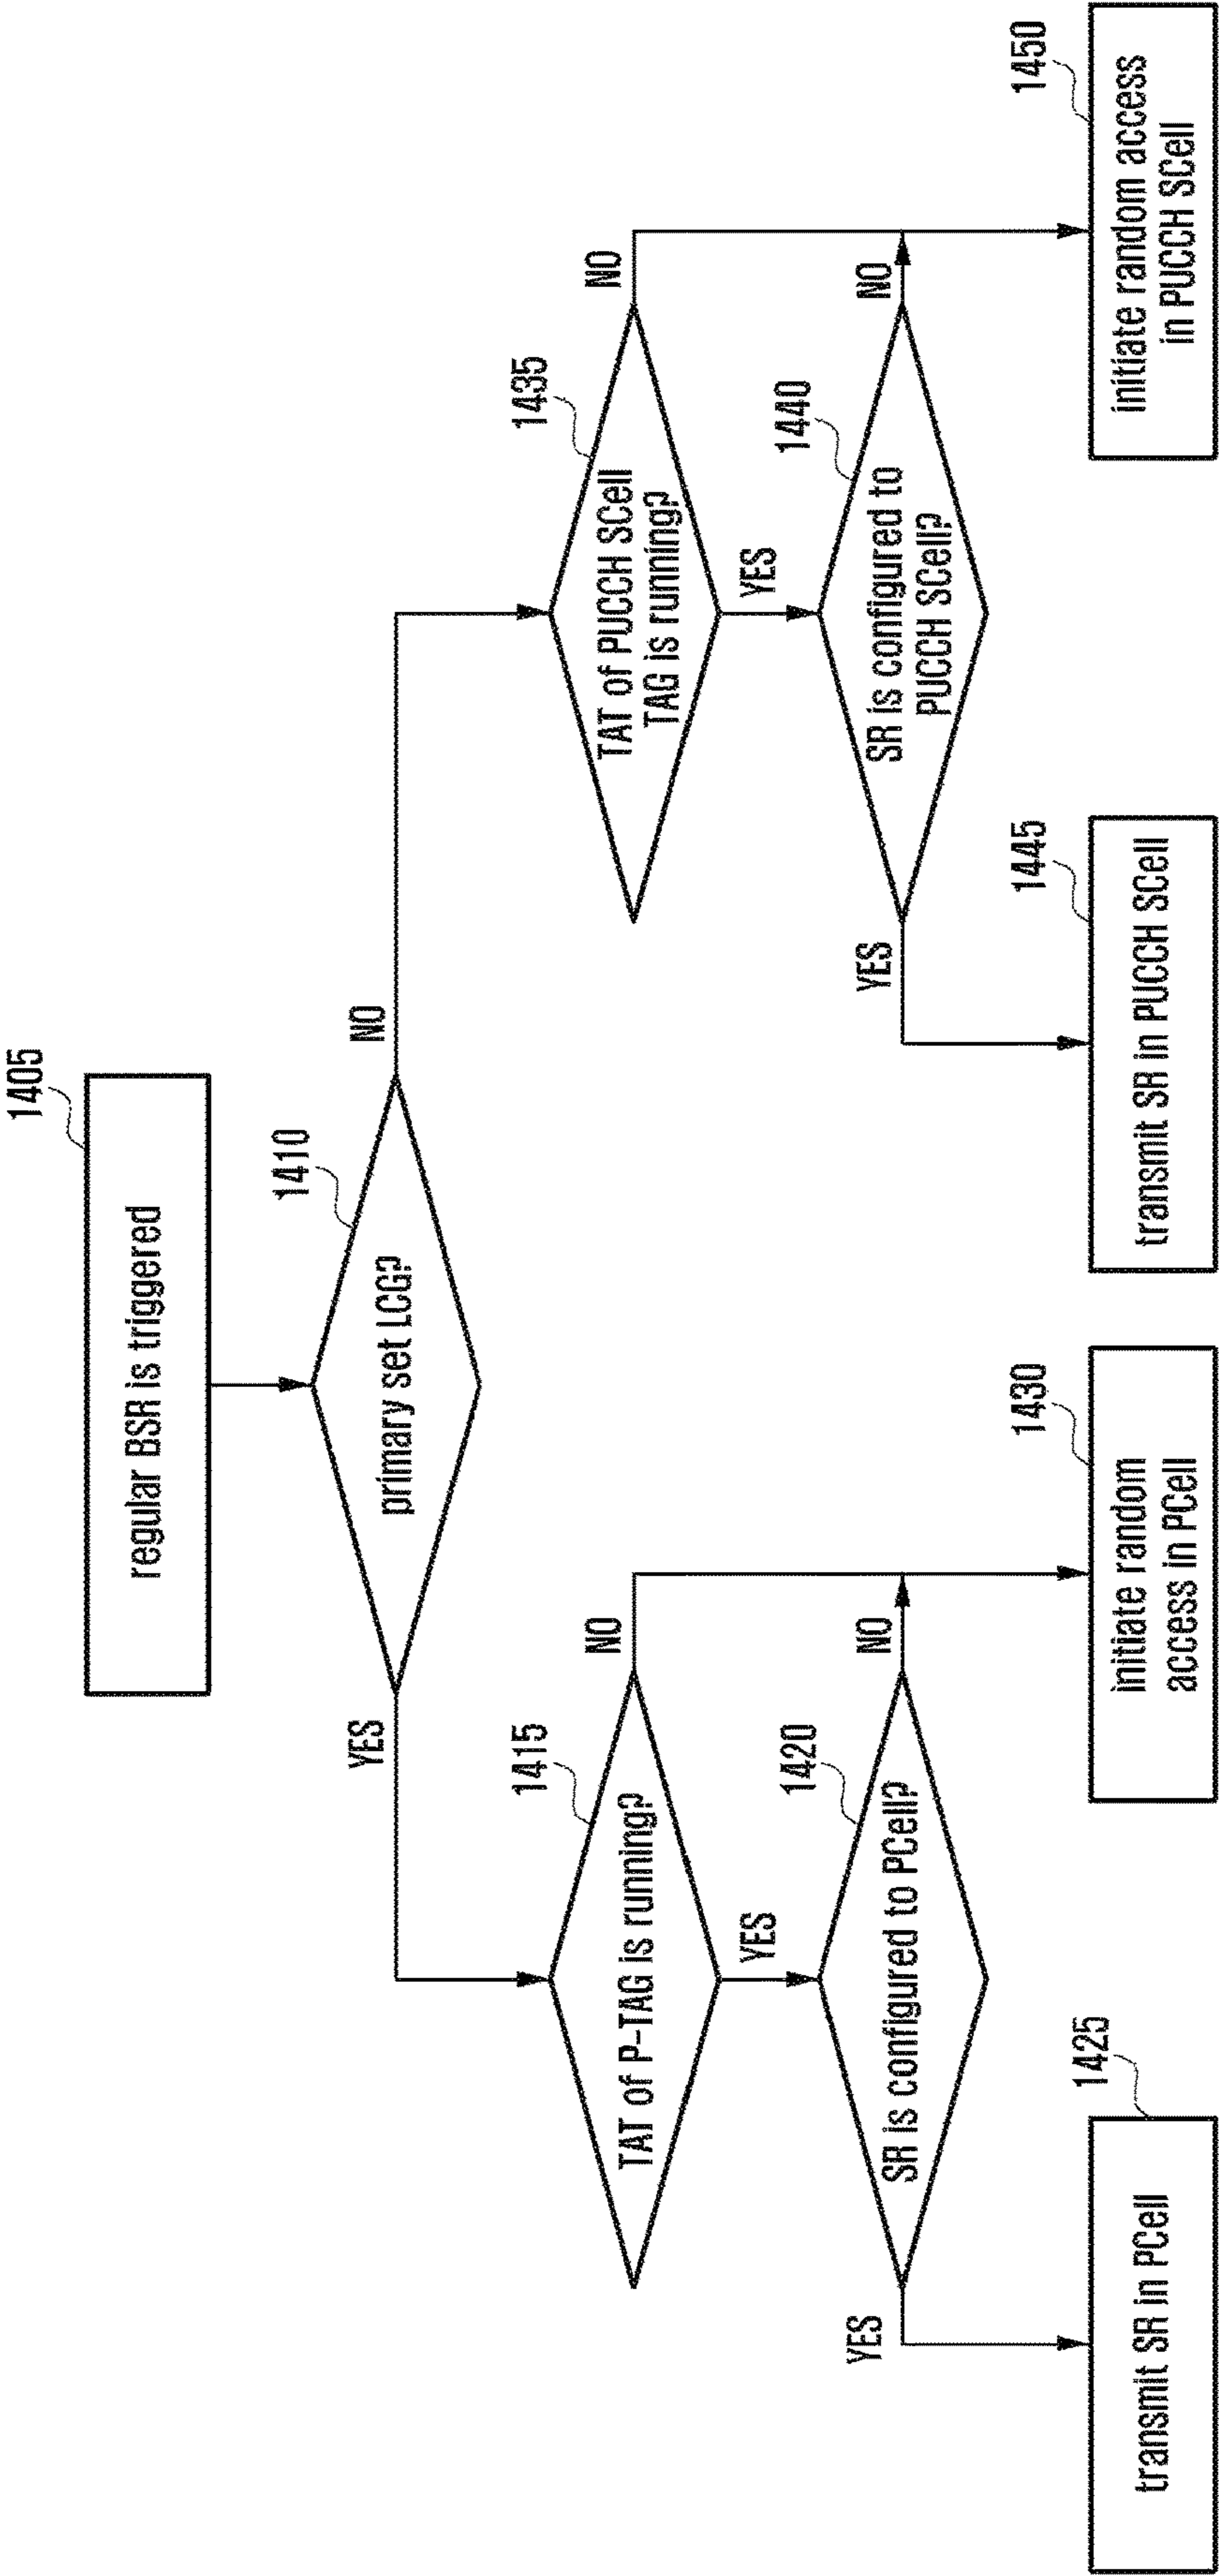 1405
regular BSR is triggered
1410
primary set LCG?
YES
NO
1415
TAT of P-TAG is running?
NO
YES
1420
SR is configured to PCell?
YES
NO
1425
transmit SR in PCell
1430
initiate random
access in PCell
1435
TAT of PUCCH SCell
TAG is running?
NO
YES
1440
SR is configured to
PUCCH SCell?
YES
NO
1445
transmit SR in PUCCH SCell
1450
initiate random access
in PUCCH SCell